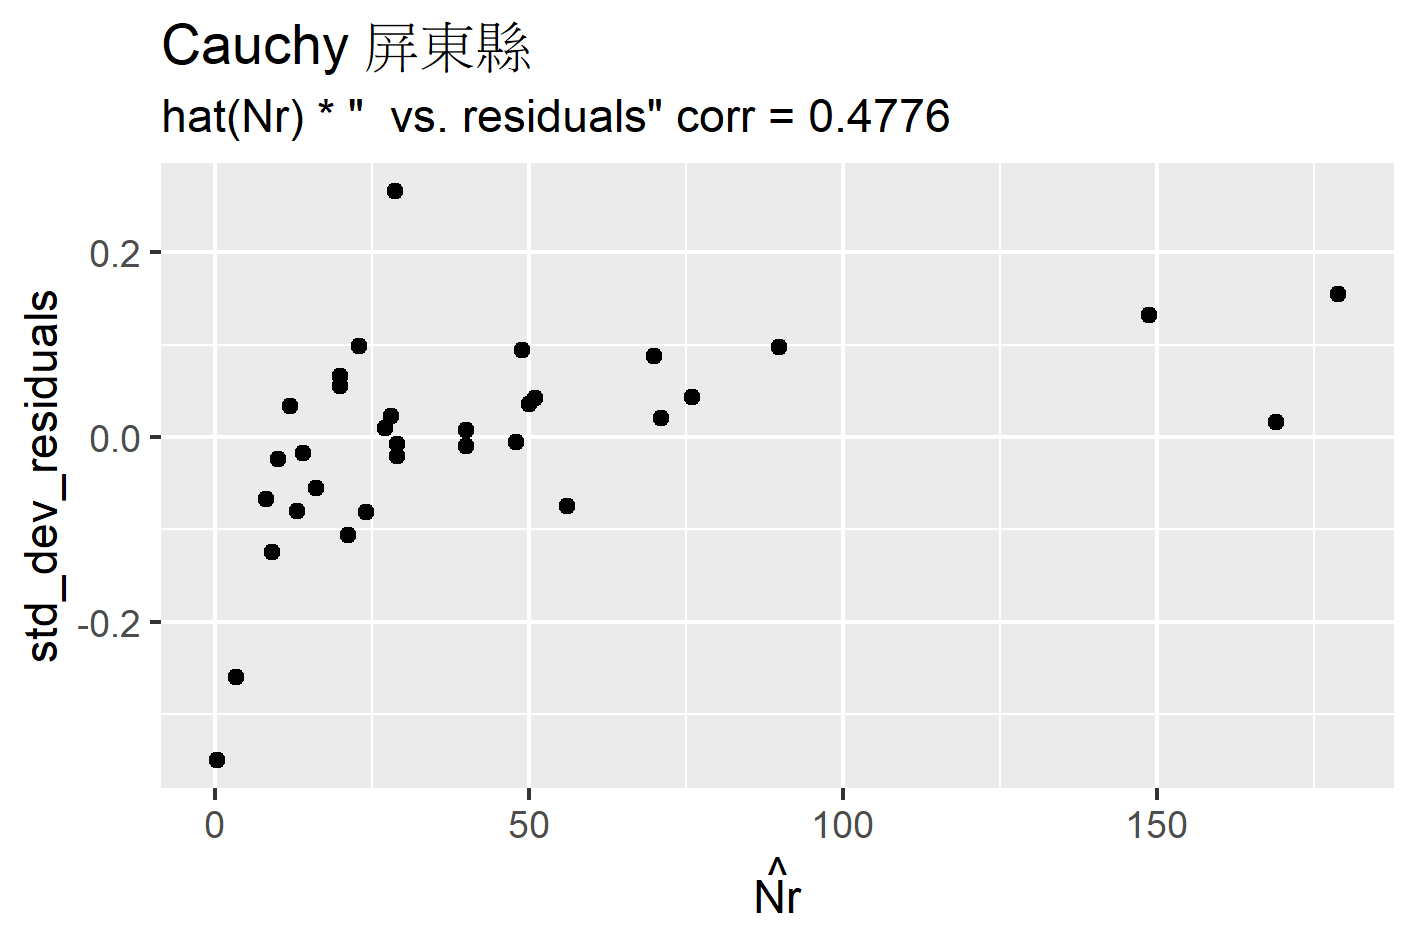 Cauchy 屏東縣
hat(Nr) * "  vs. residuals" corr = 0.4776
std_dev_residuals
0.2
0.0
-0.2
0 50 100 150
N̂r